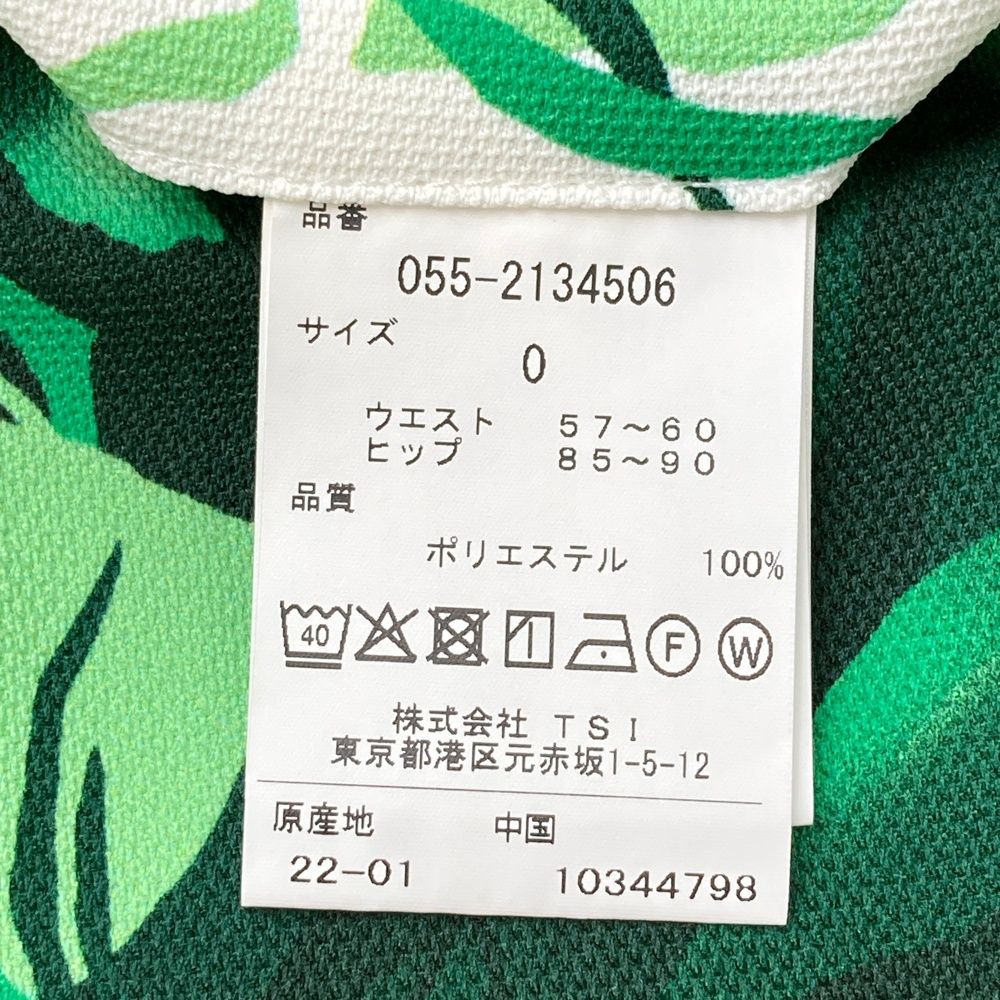 品番
055-2134506
サイズ
0
ウエスト 57～60
ヒップ 85～90
品質
ポリエステル 100%
40 F W
株式会社 TSI
東京都港区元赤坂1-5-12
原産地 中国
22-01 10344798